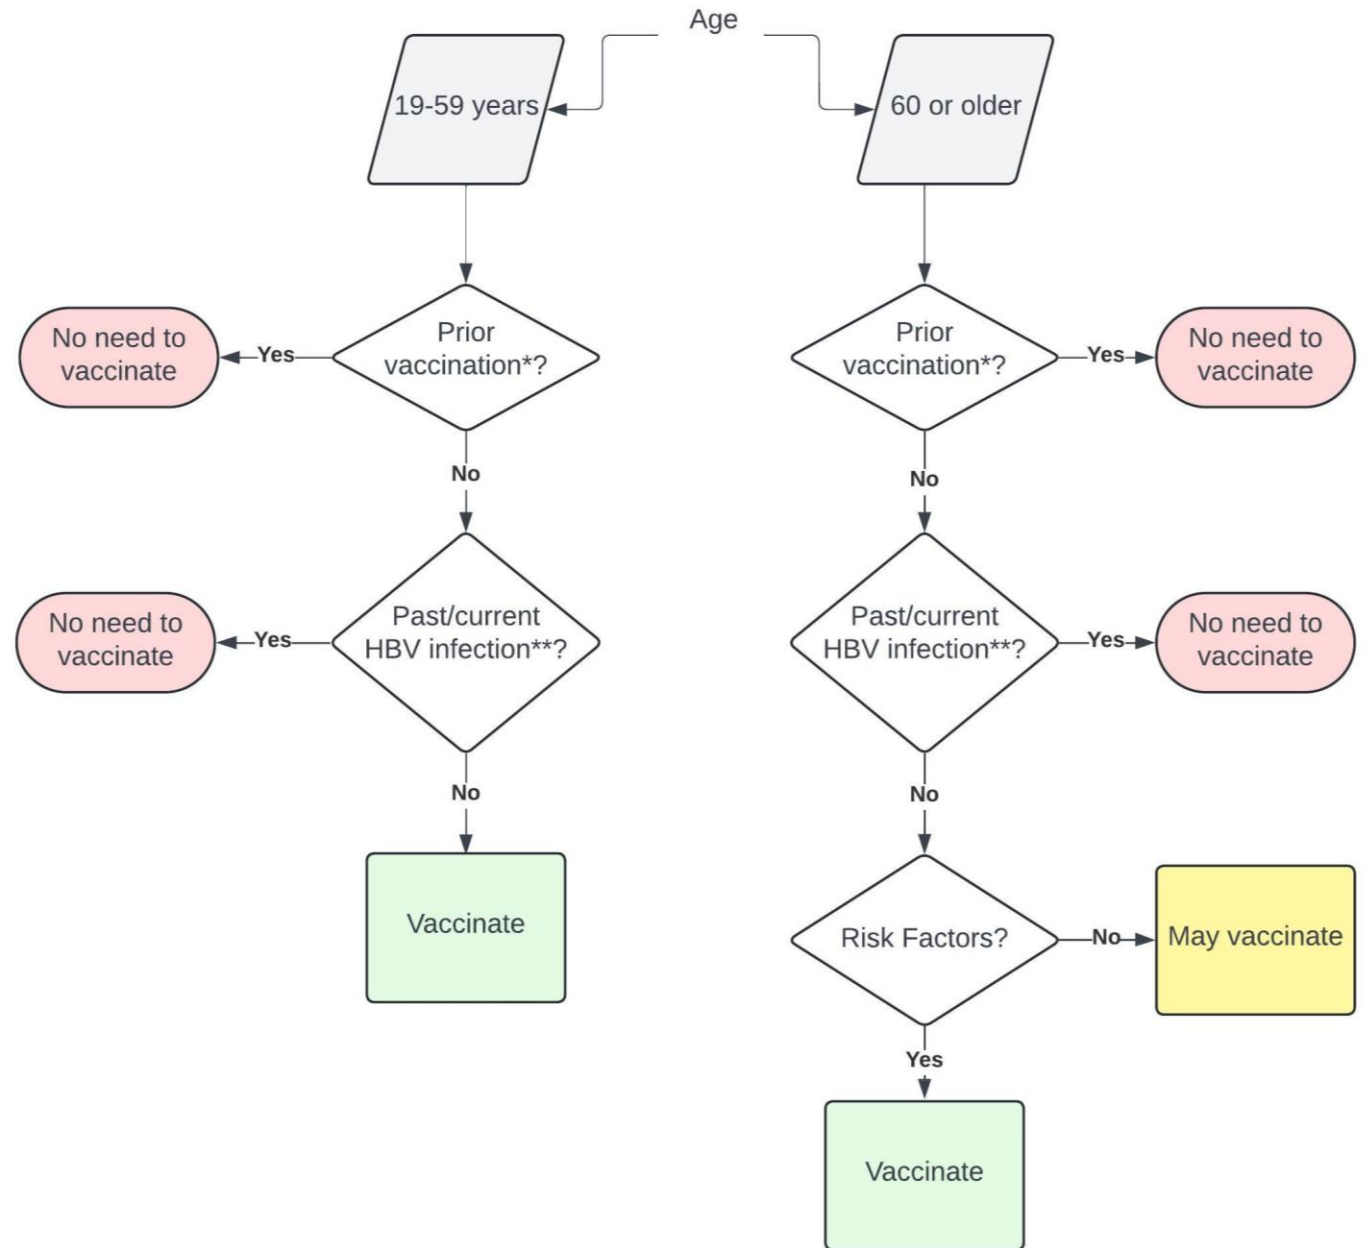 Age
19-59 years
60 or older
Prior
vaccination*?
Yes
No need to
vaccinate
No
Past/current
HBV infection**?
Yes
No need to
vaccinate
No
Vaccinate
Prior
vaccination*?
Yes
No need to
vaccinate
No
Past/current
HBV infection**?
Yes
No need to
vaccinate
No
Risk Factors?
No
May vaccinate
Yes
Vaccinate